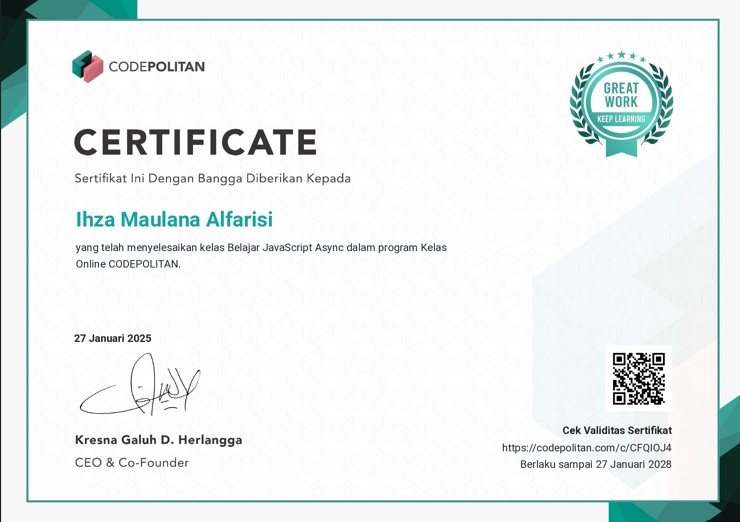 CODEPOLITAN
GREAT
WORK
KEEP LEARNING
CERTIFICATE
Sertifikat Ini Dengan Bangga Diberikan Kepada
Ihza Maulana Alfarisi
yang telah menyelesaikan kelas Belajar JavaScript Async dalam program Kelas
Online CODEPOLITAN.
27 Januari 2025
Kresna Galuh D. Herlangga
CEO & Co-Founder
Cek Validitas Sertifikat
https://codepolitan.com/c/CFQIOJ4
Berlaku sampai 27 Januari 2028